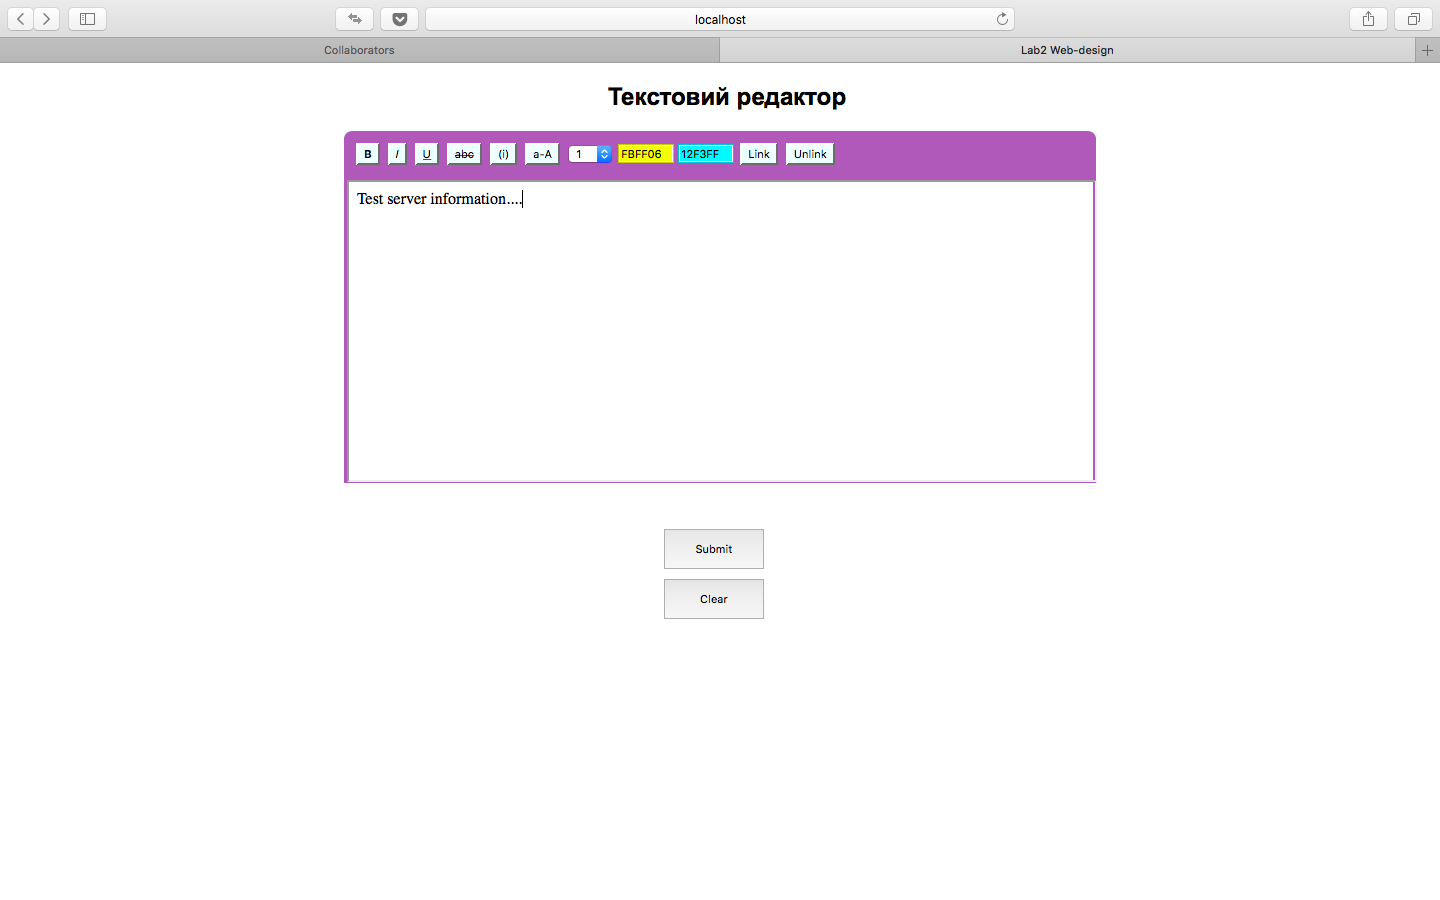 localhost
Collaborators
Lab2 Web-design
Текстовий редактор
B I U abc (i) a-A 1 FBFF06 12F3FF Link Unlink
Test server information....
Submit
Clear